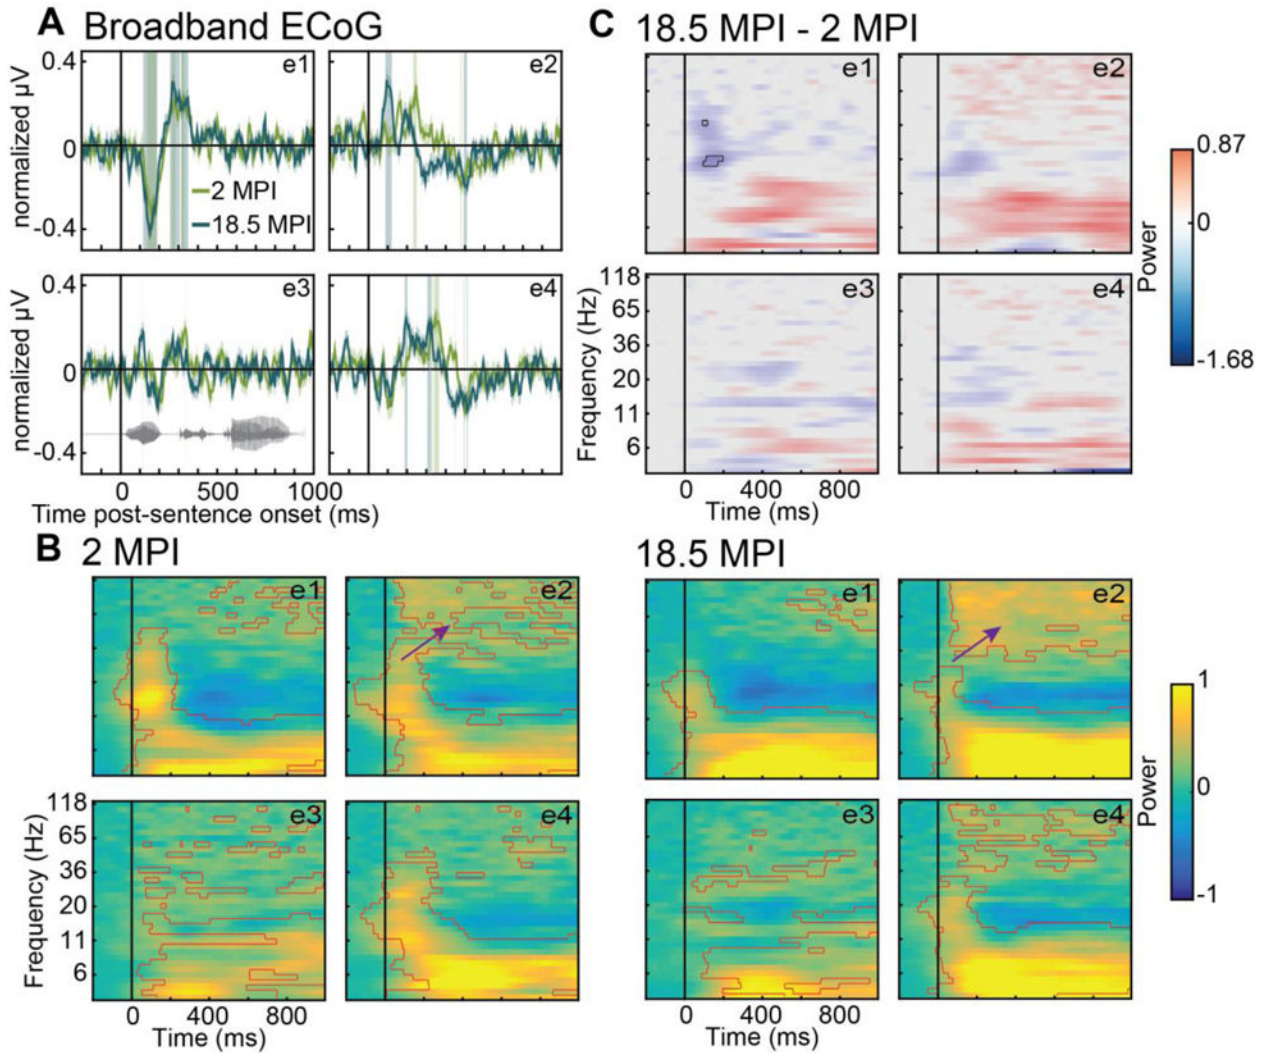 A Broadband ECoG
0.4
normalized µV
0
-0.4
e1
2 MPI
18.5 MPI
e2
0.4
normalized µV
0
-0.4
e3
e4
0 500 1000
Time post-sentence onset (ms)
C 18.5 MPI - 2 MPI
e1
e2
118
65
36
20
11
6
Frequency (Hz)
e3
e4
0 400 800
Time (ms)
0.87
0
-1.68
Power
B 2 MPI
e1
e2
118
65
36
20
11
6
Frequency (Hz)
e3
e4
0 400 800
Time (ms)
18.5 MPI
e1
e2
e3
e4
0 400 800
Time (ms)
1
0
-1
Power